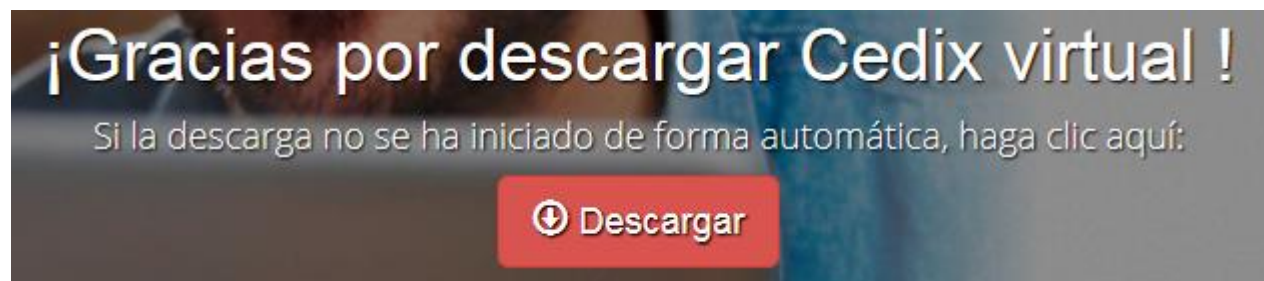 ¡Gracias por descargar Cedix virtual !
Si la descarga no se ha iniciado de forma automática, haga clic aquí:
Descargar